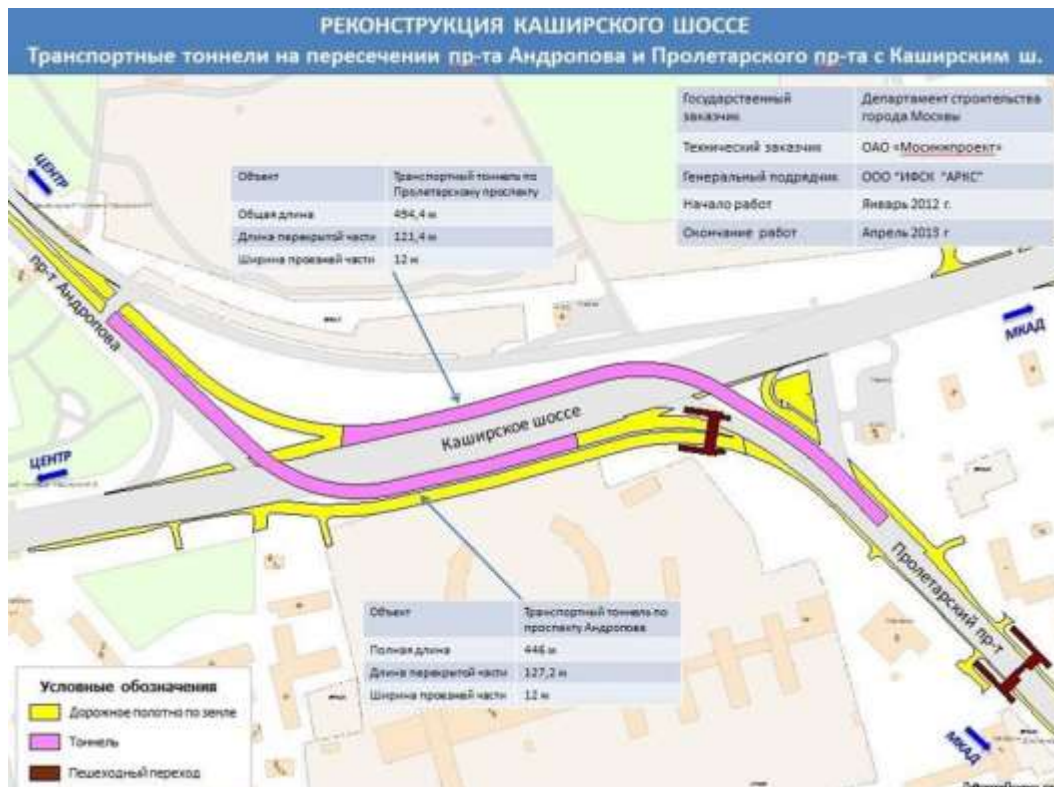 РЕКОНСТРУКЦИЯ КАШИРСКОГО ШОССЕ
Транспортные тоннели на пересечении пр-та Андропова и Пролетарского пр-та с Каширским ш.
Государственный заказчик
Департамент строительства города Москвы
Технический заказчик
ОАО «Мосинжпроект»
Генеральный подрядчик
ООО "ИФСК "АРКС"
Начало работ
Январь 2012 г.
Окончание работ
Апрель 2013 г
Объект
Транспортный тоннель по
Пролетарскому проспекту
Общая длина
494,4 м
Длина перекрытой части
121,4 м
Ширина проезжей части
12 м
ЦЕНТР
пр-т Андропова
МКАД
Каширское шоссе
ЦЕНТР
Пролетарский пр-т
Объект
Транспортный тоннель по
проспекту Андропова
Полная длина
446 м
Длина перекрытой части
127,2 м
Ширина проезжей части
12 м
МКАД
Условные обозначения
Дорожное полотно по земле
Тоннель
Пешеходный переход